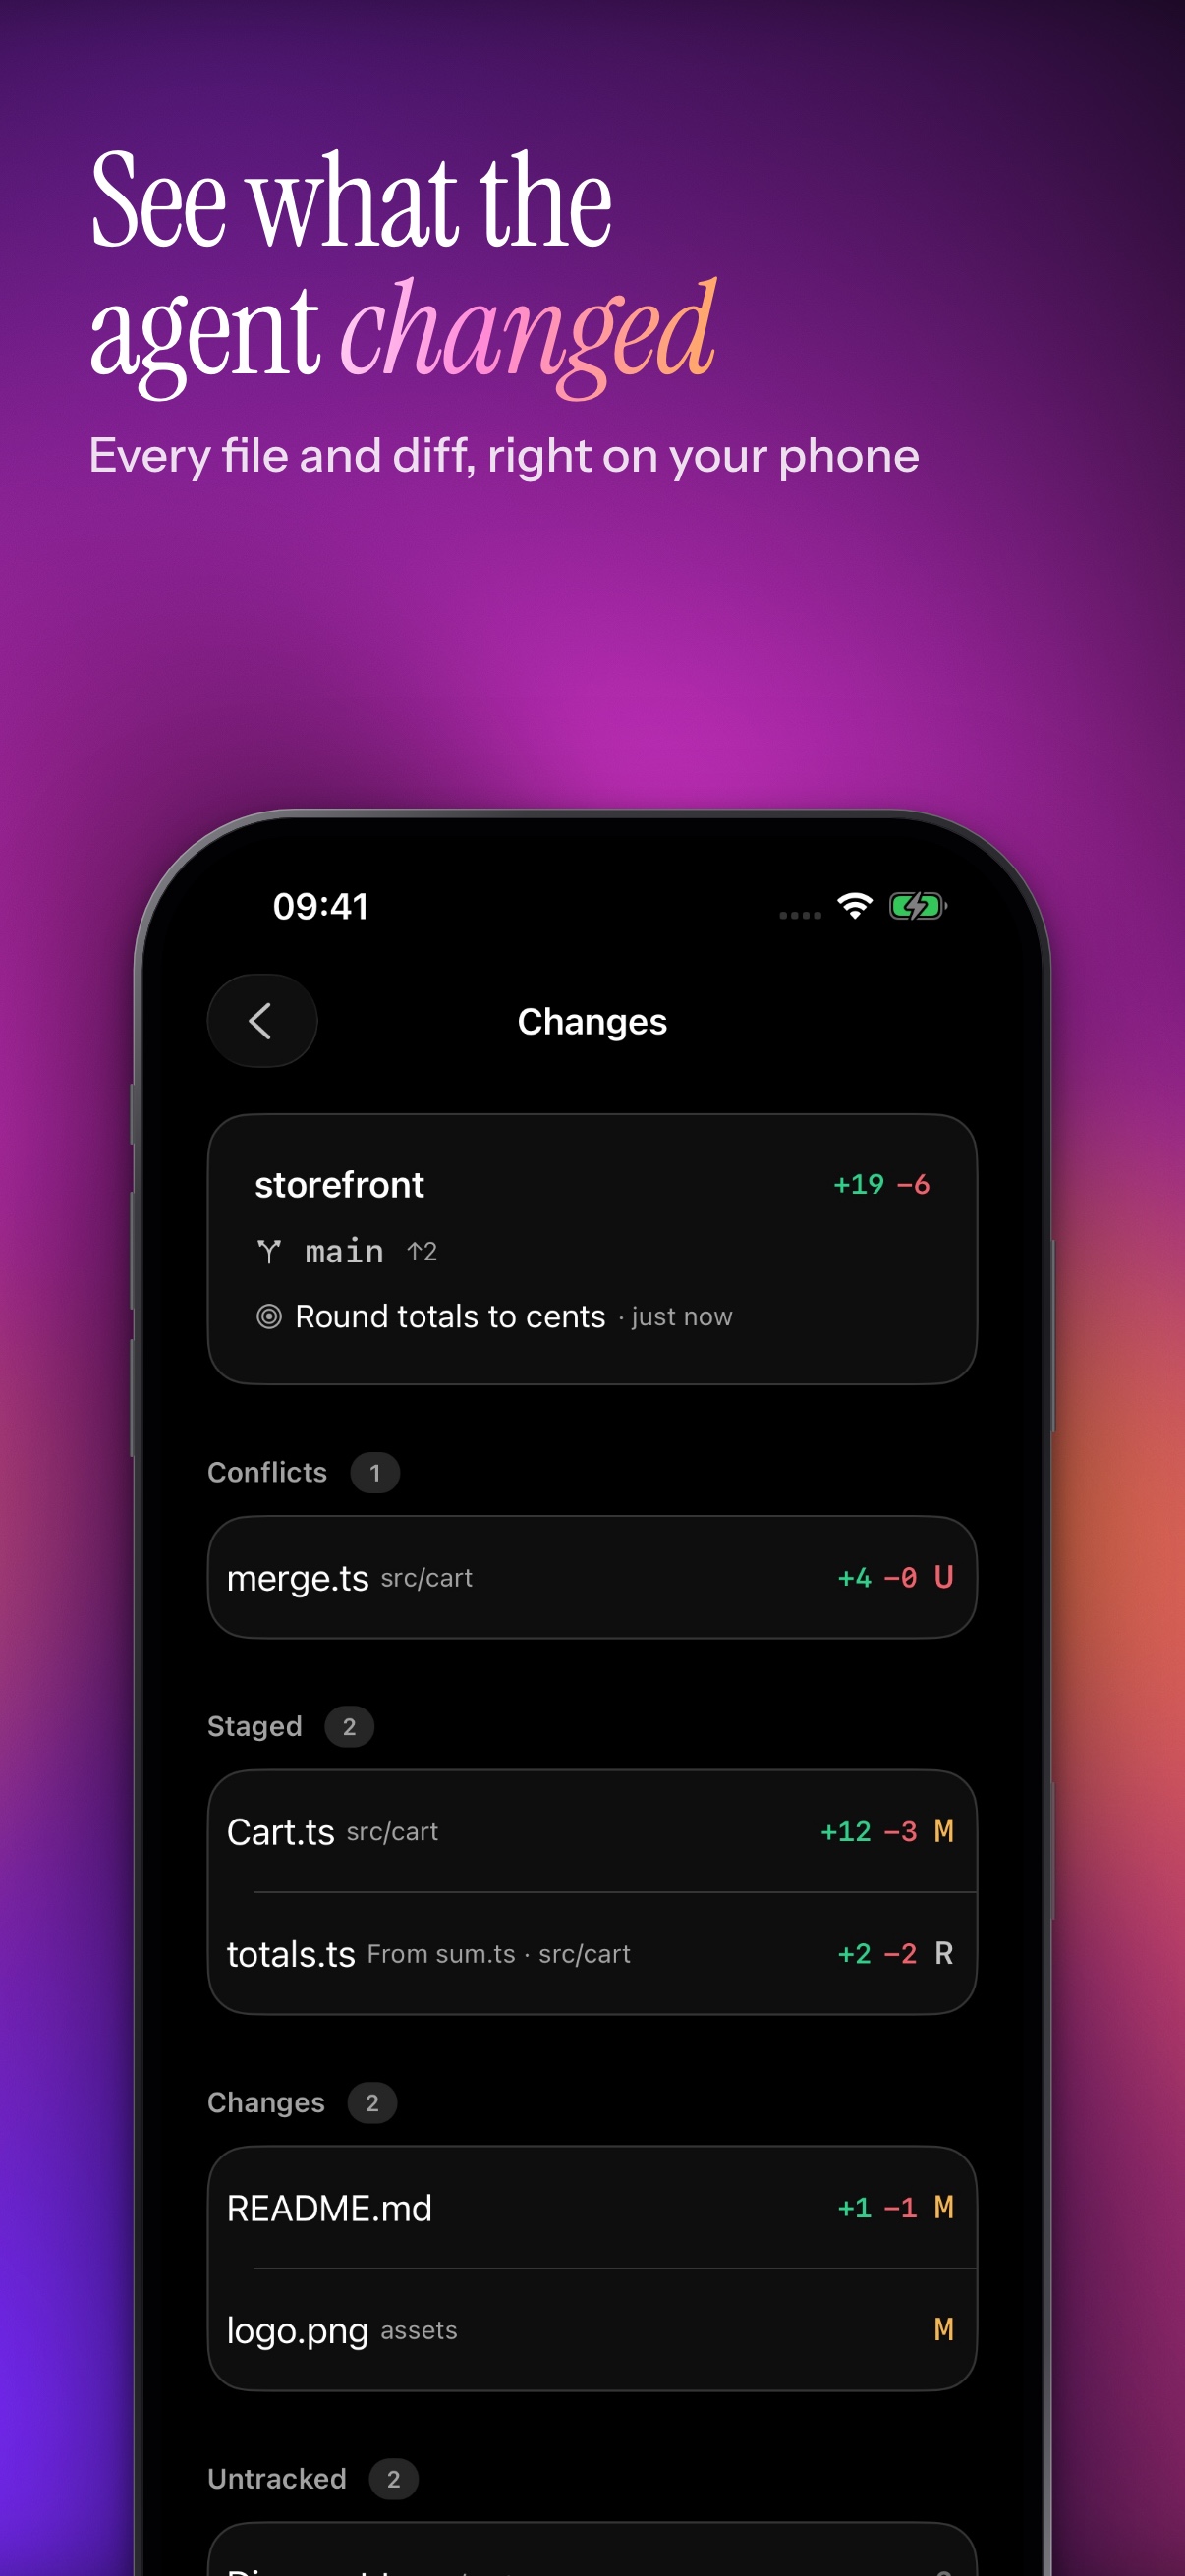 See what the
agent changed
Every file and diff, right on your phone
09:41
Changes
storefront +19 −6
main ↑2
Round totals to cents · just now
Conflicts 1
merge.ts src/cart +4 −0 U
Staged 2
Cart.ts src/cart +12 −3 M
totals.ts From sum.ts · src/cart +2 −2 R
Changes 2
README.md +1 −1 M
logo.png assets M
Untracked 2